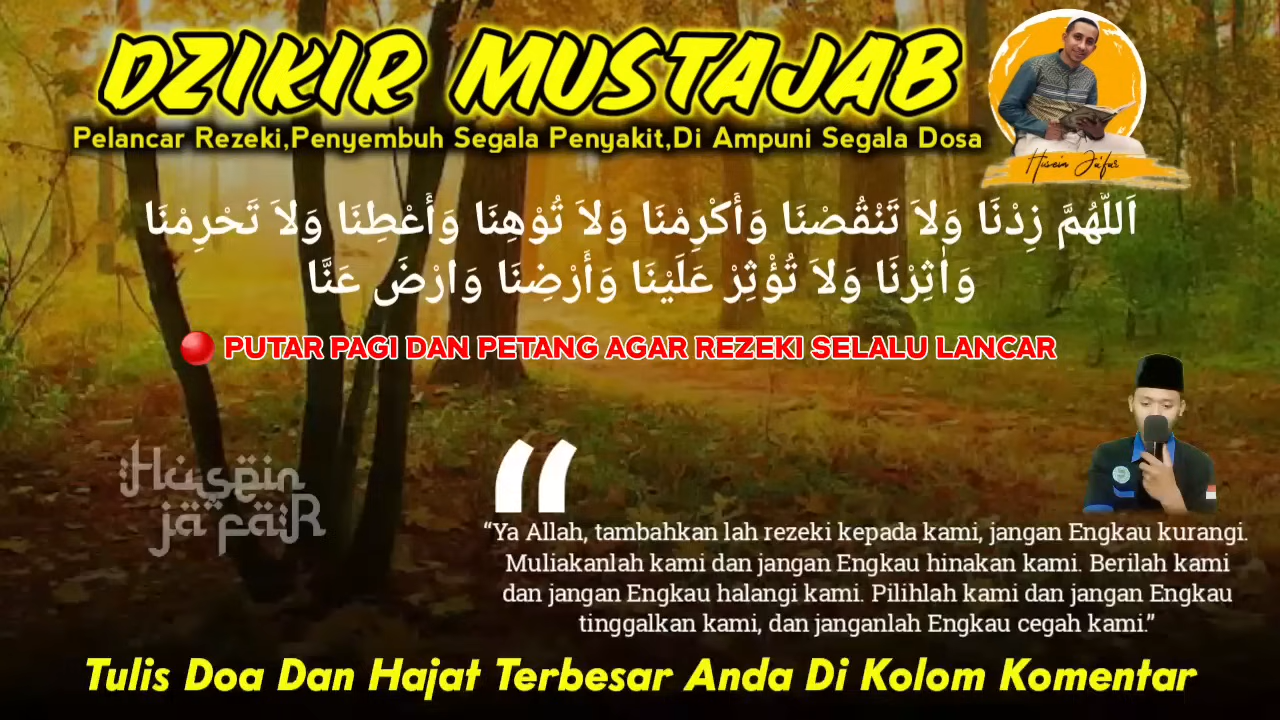 DZIKIR MUSTAJAB
Pelancar Rezeki,Penyembuh Segala Penyakit,Di Ampuni Segala Dosa
Husein Ja'far
اَللّٰهُمَّ زِدْنَا وَلاَ تَنْقُصْنَا وَأَكْرِمْنَا وَلاَ تُوْهِنَا وَأَعْطِنَا وَلاَ تَحْرِمْنَا
وَاٰثِرْنَا وَلاَ تُؤْثِرْ عَلَيْنَا وَأَرْضِنَا وَارْضَ عَنَّا
PUTAR PAGI DAN PETANG AGAR REZEKI SELALU LANCAR
Husein
ja'faR
“Ya Allah, tambahkan lah rezeki kepada kami, jangan Engkau kurangi.
Muliakanlah kami dan jangan Engkau hinakan kami. Berilah kami
dan jangan Engkau halangi kami. Pilihlah kami dan jangan Engkau
tinggalkan kami, dan janganlah Engkau cegah kami.”
Tulis Doa Dan Hajat Terbesar Anda Di Kolom Komentar